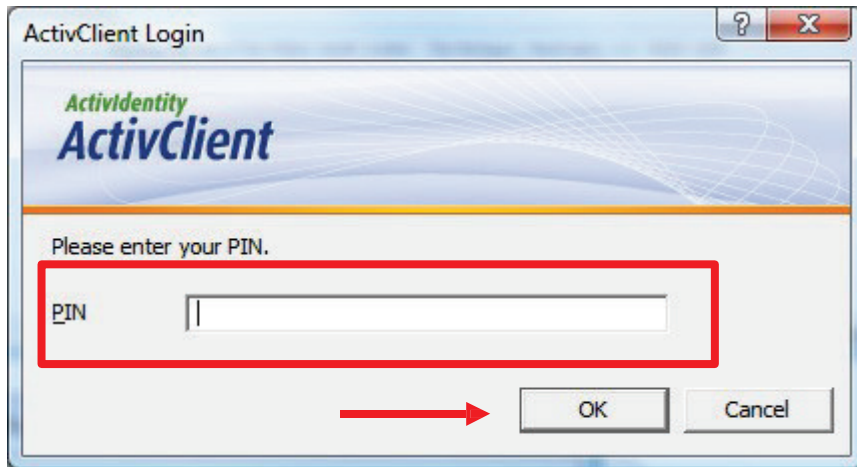 ActivClient Login
ActivIdentity
ActivClient
Please enter your PIN.
PIN
OK
Cancel